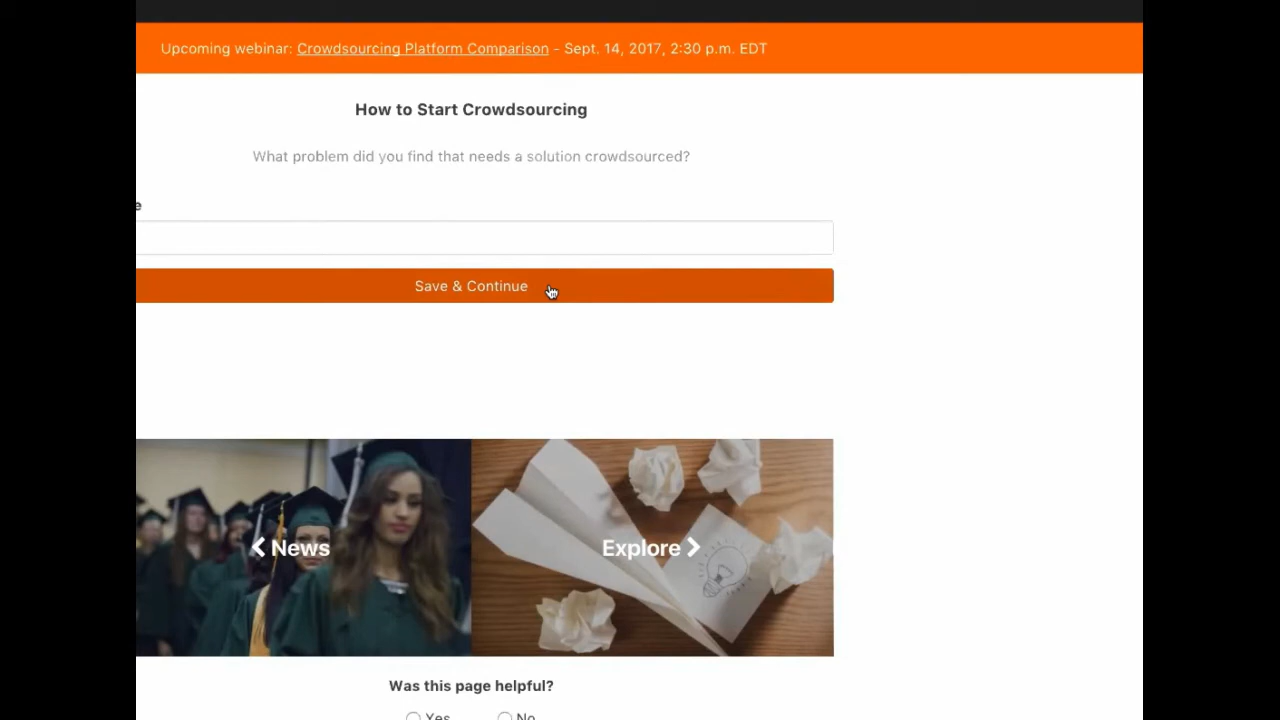 Upcoming webinar: Crowdsourcing Platform Comparison - Sept. 14, 2017, 2:30 p.m. EDT
How to Start Crowdsourcing
What problem did you find that needs a solution crowdsourced?
e
Save & Continue
News
Explore
Was this page helpful?
Yes No